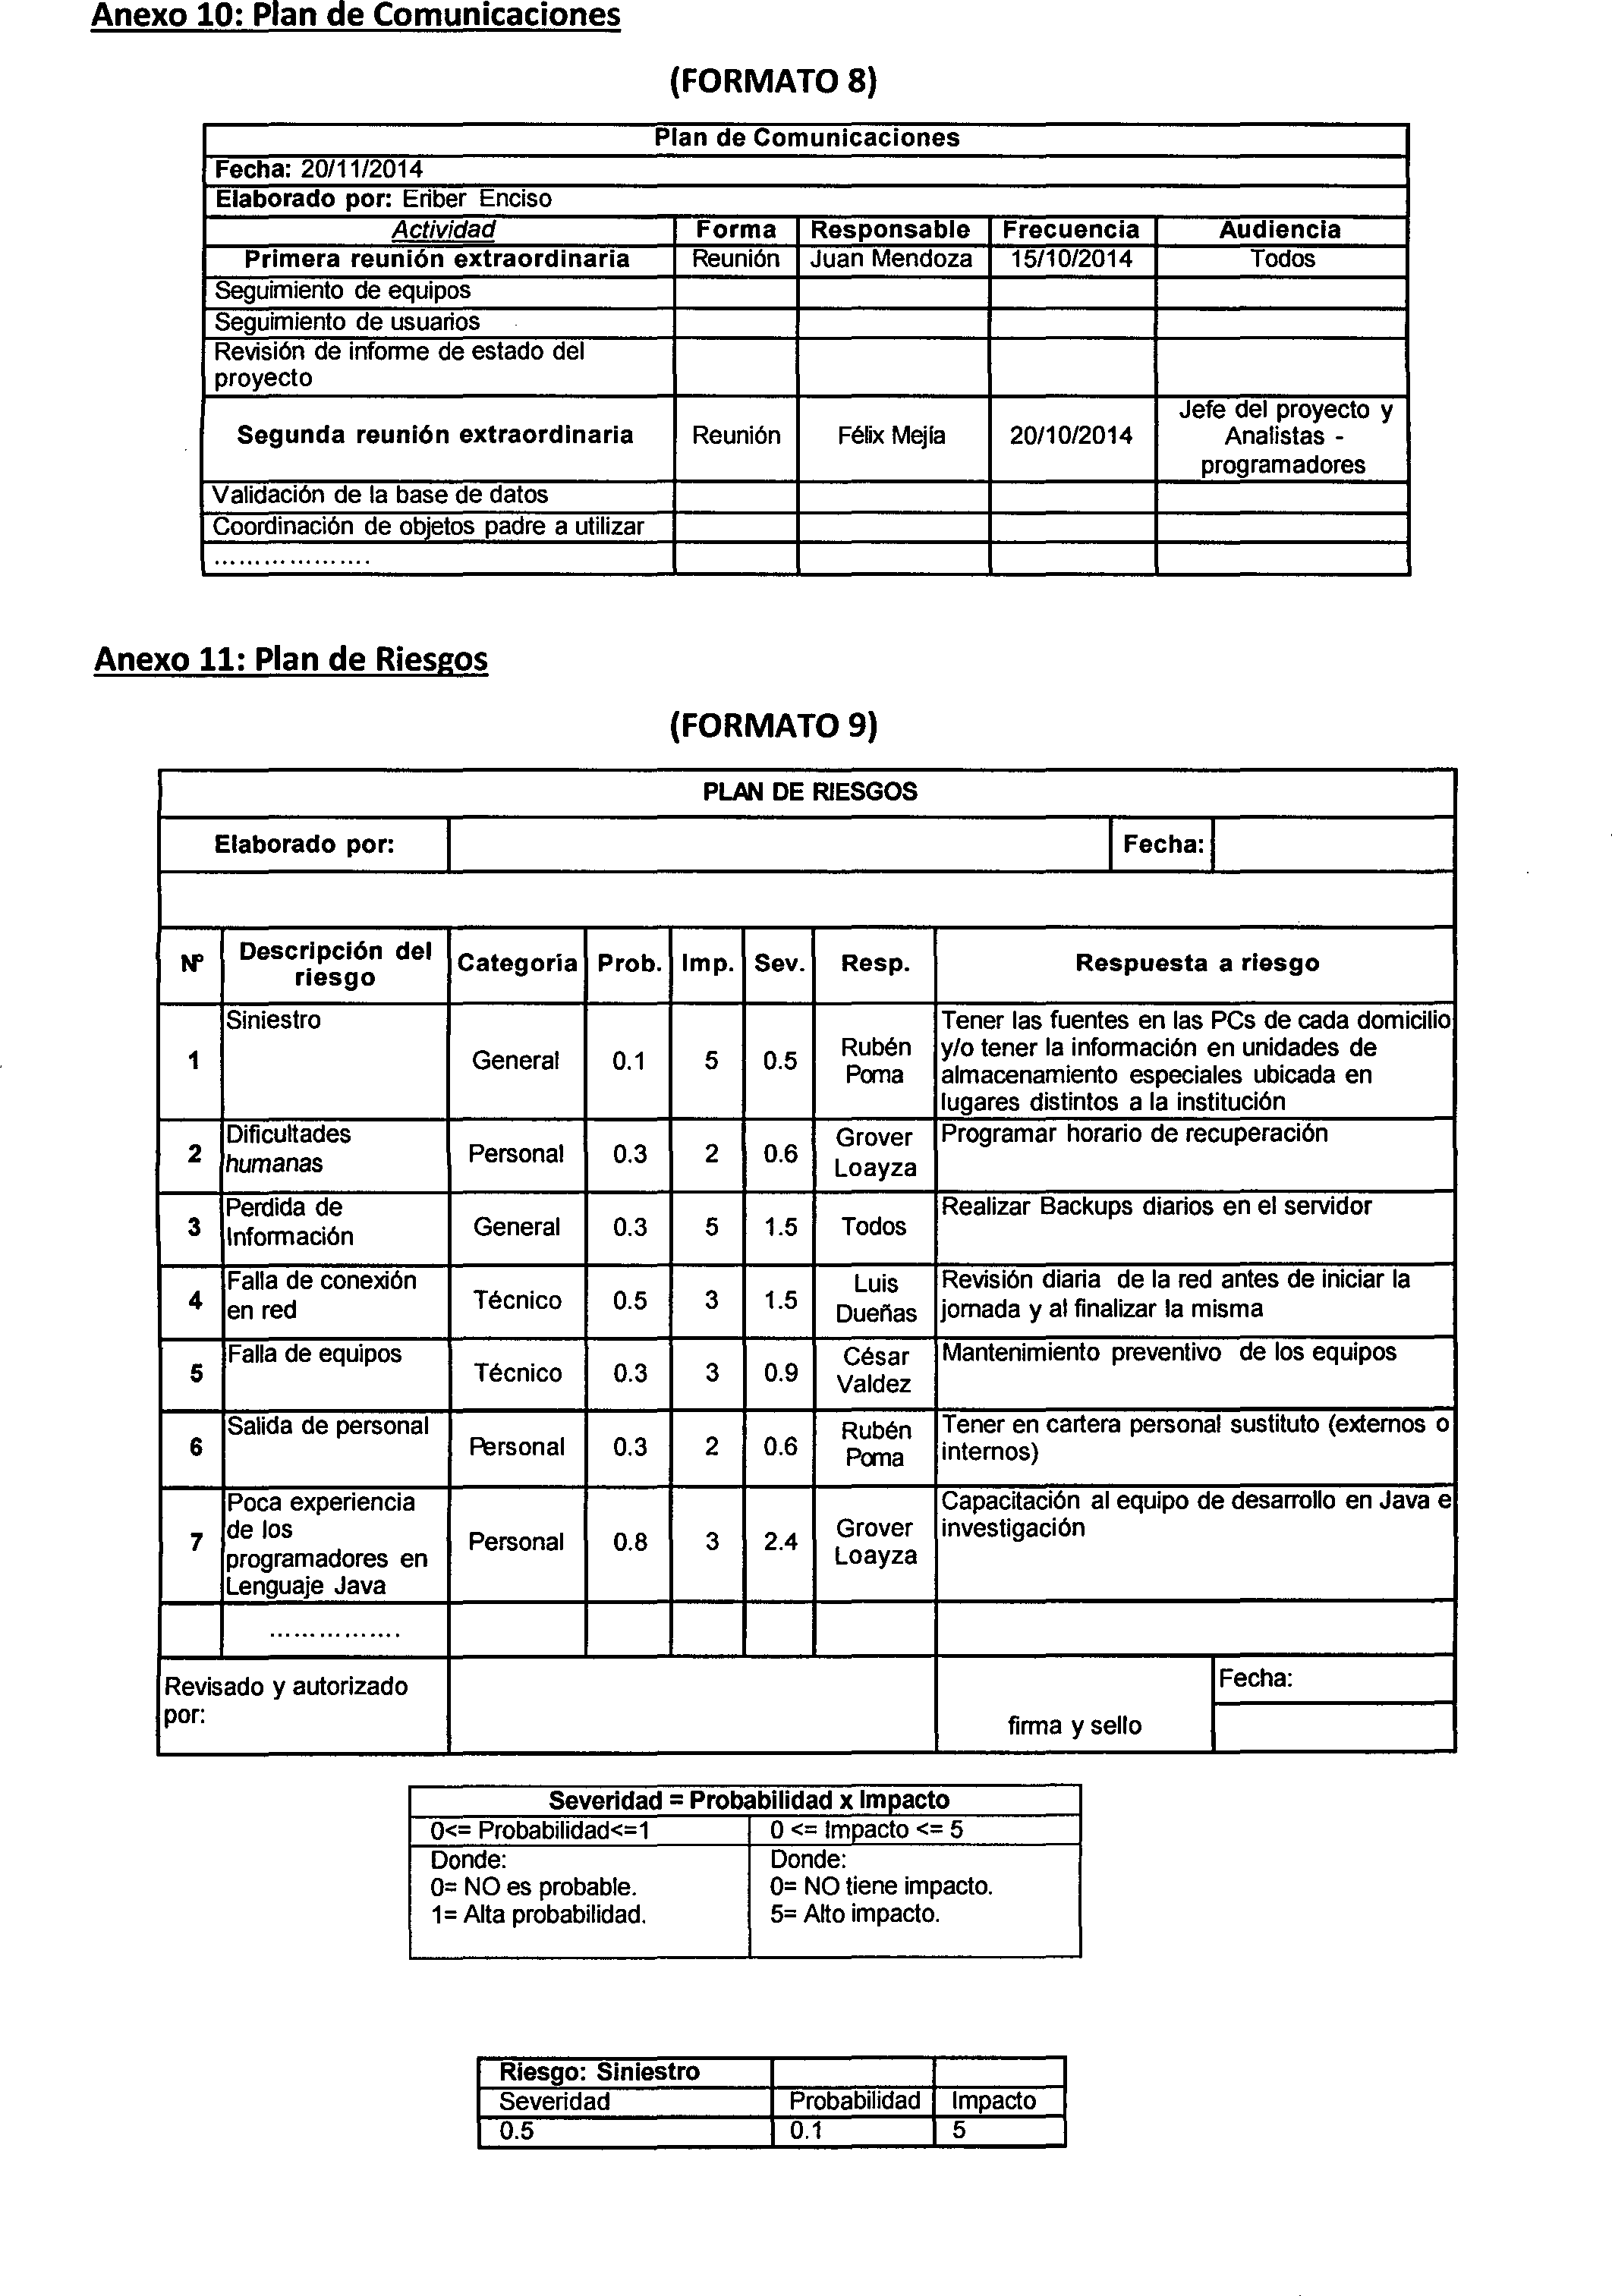 Anexo 10: Plan de Comunicaciones
(FORMATO 8)
Plan de Comunicaciones
Fecha: 20/11/2014
Elaborado por: Eriber Enciso
Actividad Forma Responsable Frecuencia Audiencia
Primera reunión extraordinaria Reunión Juan Mendoza 15/10/2014 Todos
Seguimiento de equipos
Seguimiento de usuarios
Revisión de informe de estado del
proyecto
Segunda reunión extraordinaria Reunión Félix Mejía 20/10/2014 Jefe del proyecto y
Analistas -
programadores
Validación de la base de datos
Coordinación de objetos padre a utilizar
...................
Anexo 11: Plan de Riesgos
(FORMATO 9)
PLAN DE RIESGOS
Elaborado por: Fecha:
Nº Descripción del
riesgo Categoría Prob. Imp. Sev. Resp. Respuesta a riesgo
1 Siniestro General 0.1 5 0.5 Rubén
Poma Tener las fuentes en las PCs de cada domicilio
y/o tener la información en unidades de
almacenamiento especiales ubicada en
lugares distintos a la institución
2 Dificultades
humanas Personal 0.3 2 0.6 Grover
Loayza Programar horario de recuperación
3 Perdida de
Información General 0.3 5 1.5 Todos Realizar Backups diarios en el servidor
4 Falla de conexión
en red Técnico 0.5 3 1.5 Luis
Dueñas Revisión diaria de la red antes de iniciar la
jornada y al finalizar la misma
5 Falla de equipos Técnico 0.3 3 0.9 César
Valdez Mantenimiento preventivo de los equipos
6 Salida de personal Personal 0.3 2 0.6 Rubén
Poma Tener en cartera personal sustituto (externos o
internos)
7 Poca experiencia
de los
programadores en
Lenguaje Java Personal 0.8 3 2.4 Grover
Loayza Capacitación al equipo de desarrollo en Java e
investigación
................
Revisado y autorizado
por: firma y sello Fecha:
Severidad = Probabilidad x Impacto
0<= Probabilidad<=1 0 <= Impacto <= 5
Donde: Donde:
0= NO es probable. 0= NO tiene impacto.
1= Alta probabilidad. 5= Alto impacto.
Riesgo: Siniestro
Severidad Probabilidad Impacto
0.5 0.1 5